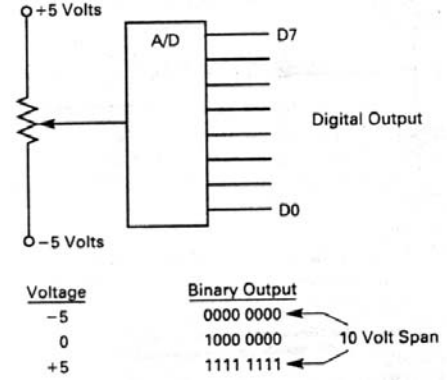 +5 Volts
A/D
D7
Digital Output
D0
-5 Volts
Voltage Binary Output
-5 0000 0000
0 1000 0000 10 Volt Span
+5 1111 1111